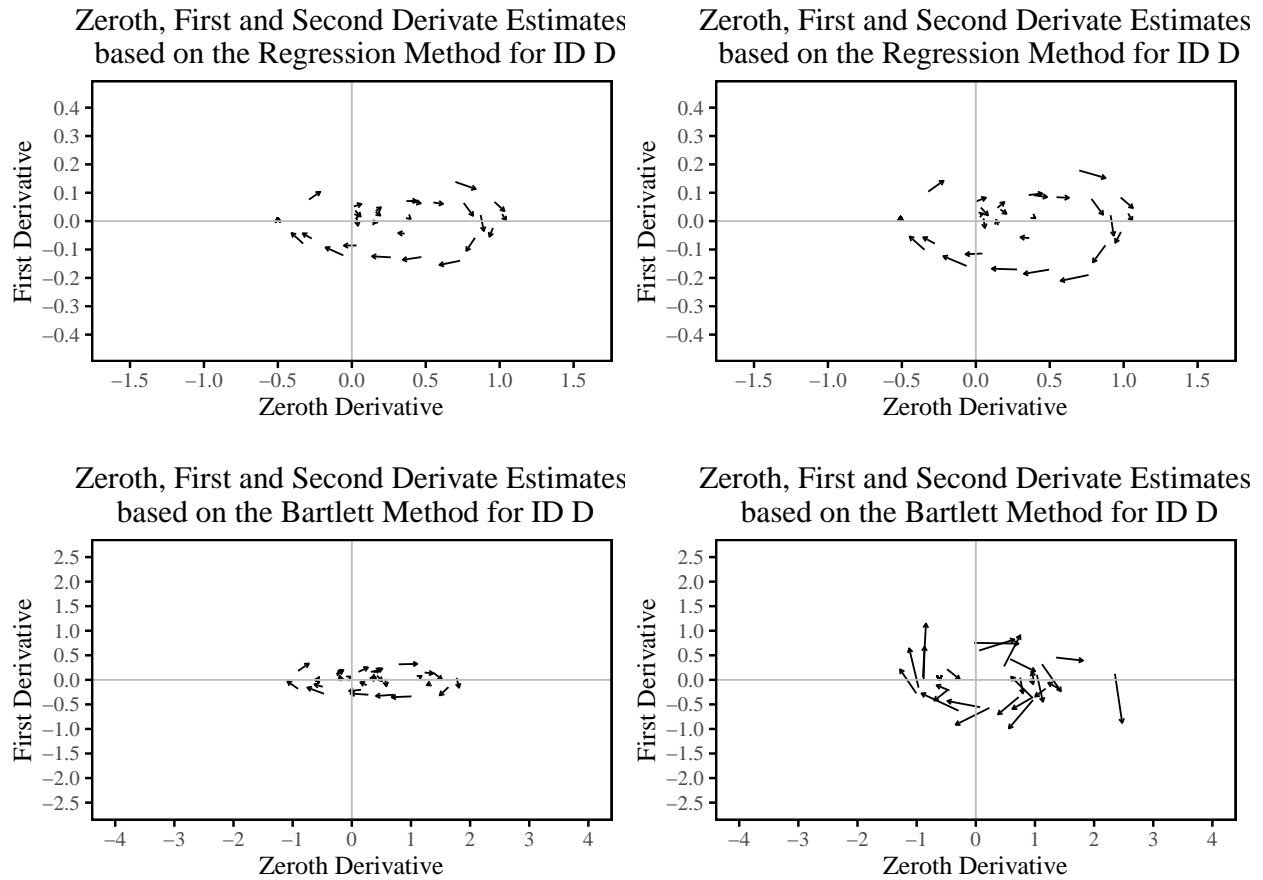 Zeroth, First and Second Derivate Estimates
based on the Regression Method for ID D
First Derivative
0.4
0.3
0.2
0.1
0.0
−0.1
−0.2
−0.3
−0.4
−1.5 −1.0 −0.5 0.0 0.5 1.0 1.5
Zeroth Derivative
Zeroth, First and Second Derivate Estimates
based on the Regression Method for ID D
First Derivative
0.4
0.3
0.2
0.1
0.0
−0.1
−0.2
−0.3
−0.4
−1.5 −1.0 −0.5 0.0 0.5 1.0 1.5
Zeroth Derivative
Zeroth, First and Second Derivate Estimates
based on the Bartlett Method for ID D
First Derivative
2.5
2.0
1.5
1.0
0.5
0.0
−0.5
−1.0
−1.5
−2.0
−2.5
−4 −3 −2 −1 0 1 2 3 4
Zeroth Derivative
Zeroth, First and Second Derivate Estimates
based on the Bartlett Method for ID D
First Derivative
2.5
2.0
1.5
1.0
0.5
0.0
−0.5
−1.0
−1.5
−2.0
−2.5
−4 −3 −2 −1 0 1 2 3 4
Zeroth Derivative